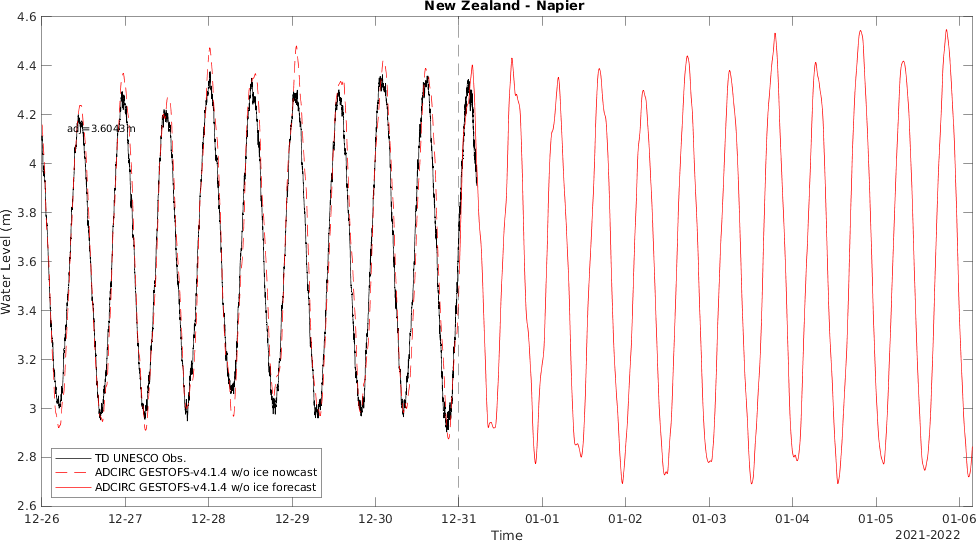 New Zealand - Napier
4.6
4.4
4.2
4
3.8
3.6
3.4
3.2
3
2.8
2.6
Water Level (m)
adj=3.6043m
TD UNESCO Obs.
ADCIRC GESTOFS-v4.1.4 w/o ice nowcast
ADCIRC GESTOFS-v4.1.4 w/o ice forecast
12-26 12-27 12-28 12-29 12-30 12-31 01-01 01-02 01-03 01-04 01-05 01-06
Time
2021-2022